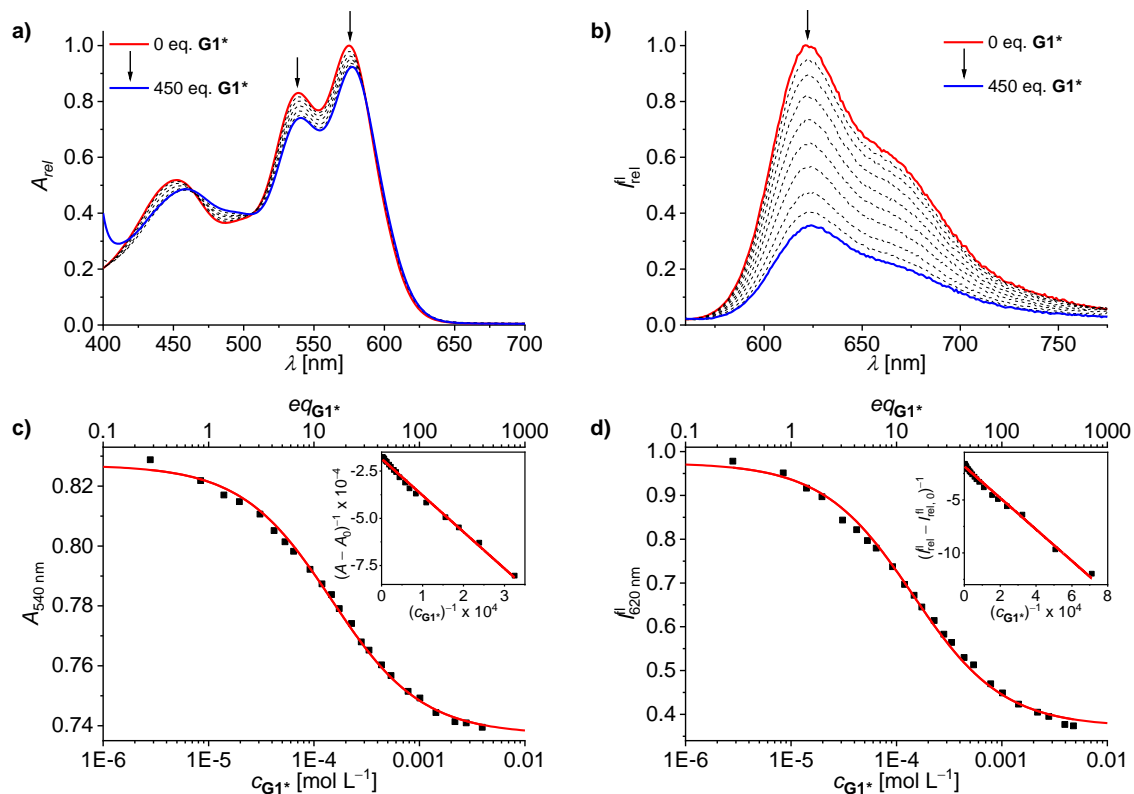 a)
0 eq. G1*
450 eq. G1*
1.0
0.8
0.6
0.4
0.2
0.0
A_rel
400 450 500 550 600 650 700
λ [nm]
b)
0 eq. G1*
450 eq. G1*
1.0
0.8
0.6
0.4
0.2
0.0
I^fl_rel
600 650 700 750
λ [nm]
c)
eq_G1*
0.1 1 10 100 1000
0.82
0.80
0.78
0.76
0.74
A_540 nm
1E-6 1E-5 1E-4 0.001 0.01
c_G1* [mol L⁻¹]
-2.5
-5.0
-7.5
(A – A_0)⁻¹ x 10⁻⁴
0 1 2 3
(c_G1*)⁻¹ x 10⁴
d)
eq_G1*
0.1 1 10 100 1000
1.0
0.9
0.8
0.7
0.6
0.5
0.4
I^fl_620 nm
1E-6 1E-5 1E-4 0.001 0.01
c_G1* [mol L⁻¹]
-5
-10
(I^fl_rel – I^fl_rel, 0)⁻¹
0 2 4 6 8
(c_G1*)⁻¹ x 10⁴